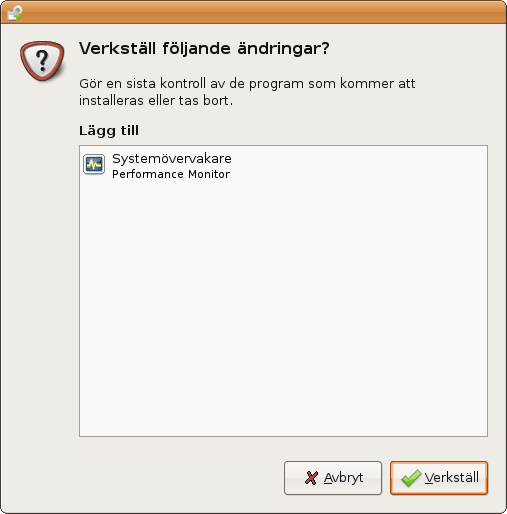 Verkställ följande ändringar?
Gör en sista kontroll av de program som kommer att
installeras eller tas bort.
Lägg till
Systemövervakare
Performance Monitor
Avbryt
Verkställ